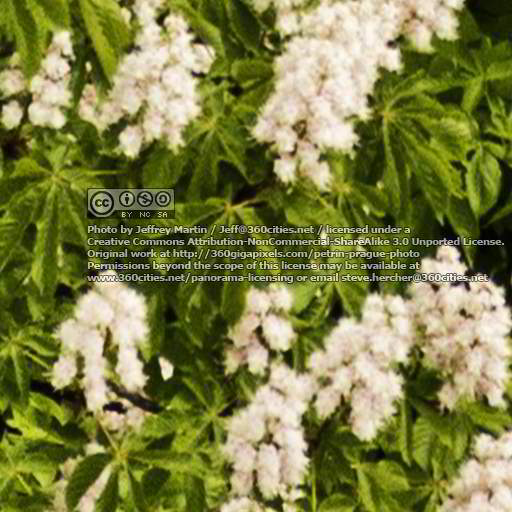 cc
BY NC SA
Photo by Jeffrey Martin / Jeff@360cities.net / licensed under a
Creative Commons Attribution-NonCommercial-ShareAlike 3.0 Unported License.
Original work at http://360gigapixels.com/petrin-prague-photo
Permissions beyond the scope of this license may be available at
www.360cities.net/panorama-licensing or email steve.hercher@360cities.net